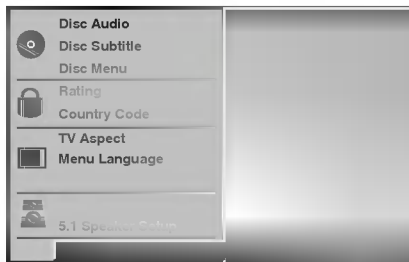 Disc Audio
Disc Subtitle
Disc Menu
Rating
Country Code
TV Aspect
Menu Language
5.1 Speaker Setup